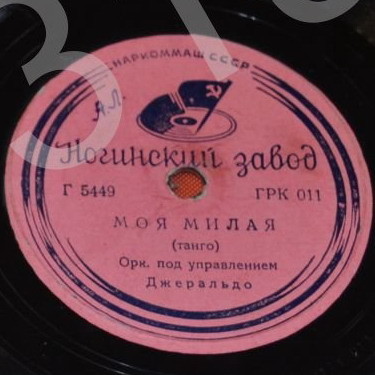 НАРКОММАШ СССР
А.Л.
Ногинский завод
Г 5449 ГРК 011
МОЯ МИЛАЯ
(танго)
Орк. под управлением
Джеральдо